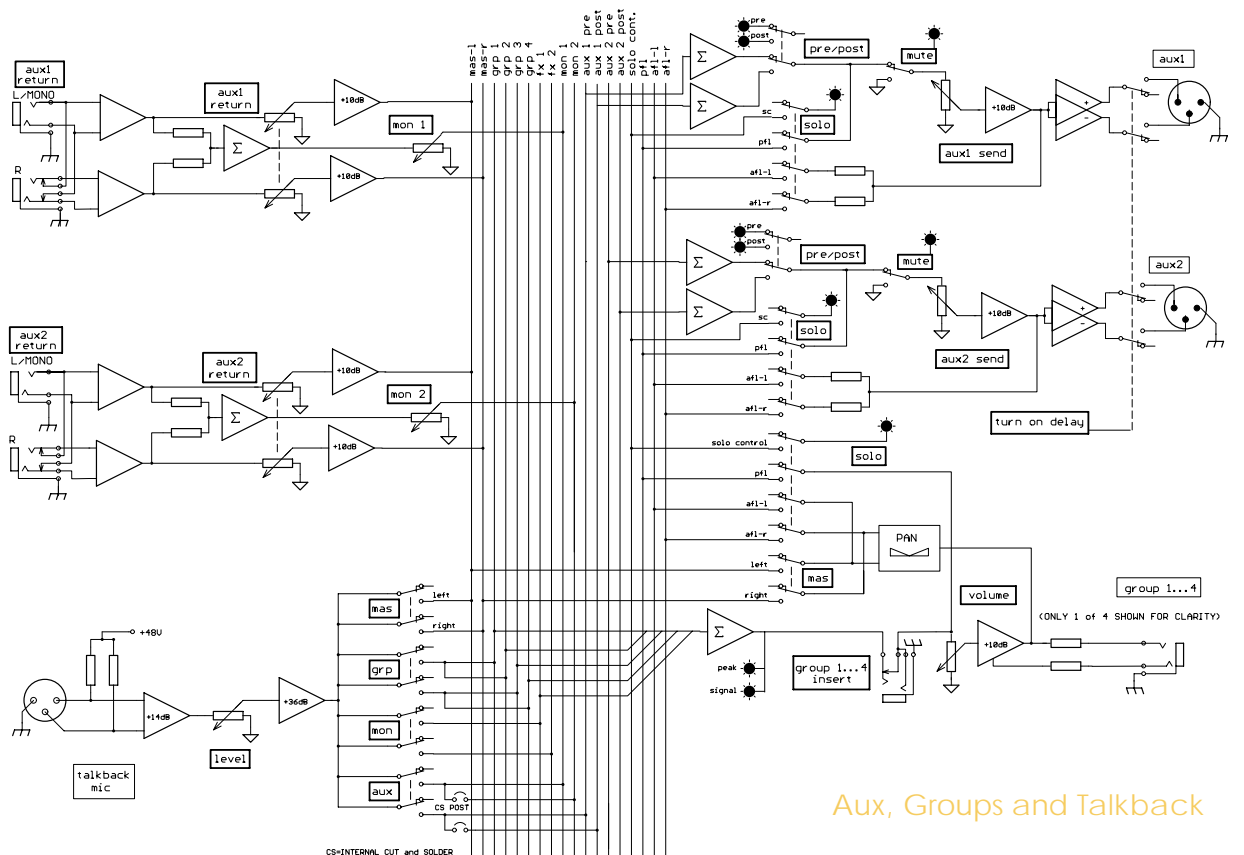 mas-l
mas-r
grp 1
grp 2
grp 3
grp 4
fx 1
fx 2
mon 1
mon 2
aux 1 pre
aux 1 post
aux 2 pre
aux 2 post
solo cont.
pfl
afl-l
afl-r
aux1
return
L/MONO
R
aux1
return
+10dB
mon 1
Σ
+10dB
aux2
return
L/MONO
R
aux2
return
+10dB
mon 2
Σ
+10dB
pre
post
pre/post
mute
aux1
Σ
Σ
sc
solo
pfl
afl-l
afl-r
+10dB
aux1 send
+
-
pre
post
pre/post
mute
aux2
Σ
Σ
sc
solo
pfl
afl-l
afl-r
+10dB
aux2 send
+
-
turn on delay
solo control
solo
pfl
afl-l
afl-r
PAN
left
mas
right
Σ
peak
signal
group 1...4
insert
volume
+10dB
group 1...4
(ONLY 1 of 4 SHOWN FOR CLARITY)
+48V
+14dB
level
+36dB
talkback
mic
mas
left
right
grp
mon
aux
CS POST
CS=INTERNAL CUT and SOLDER
Aux, Groups and Talkback